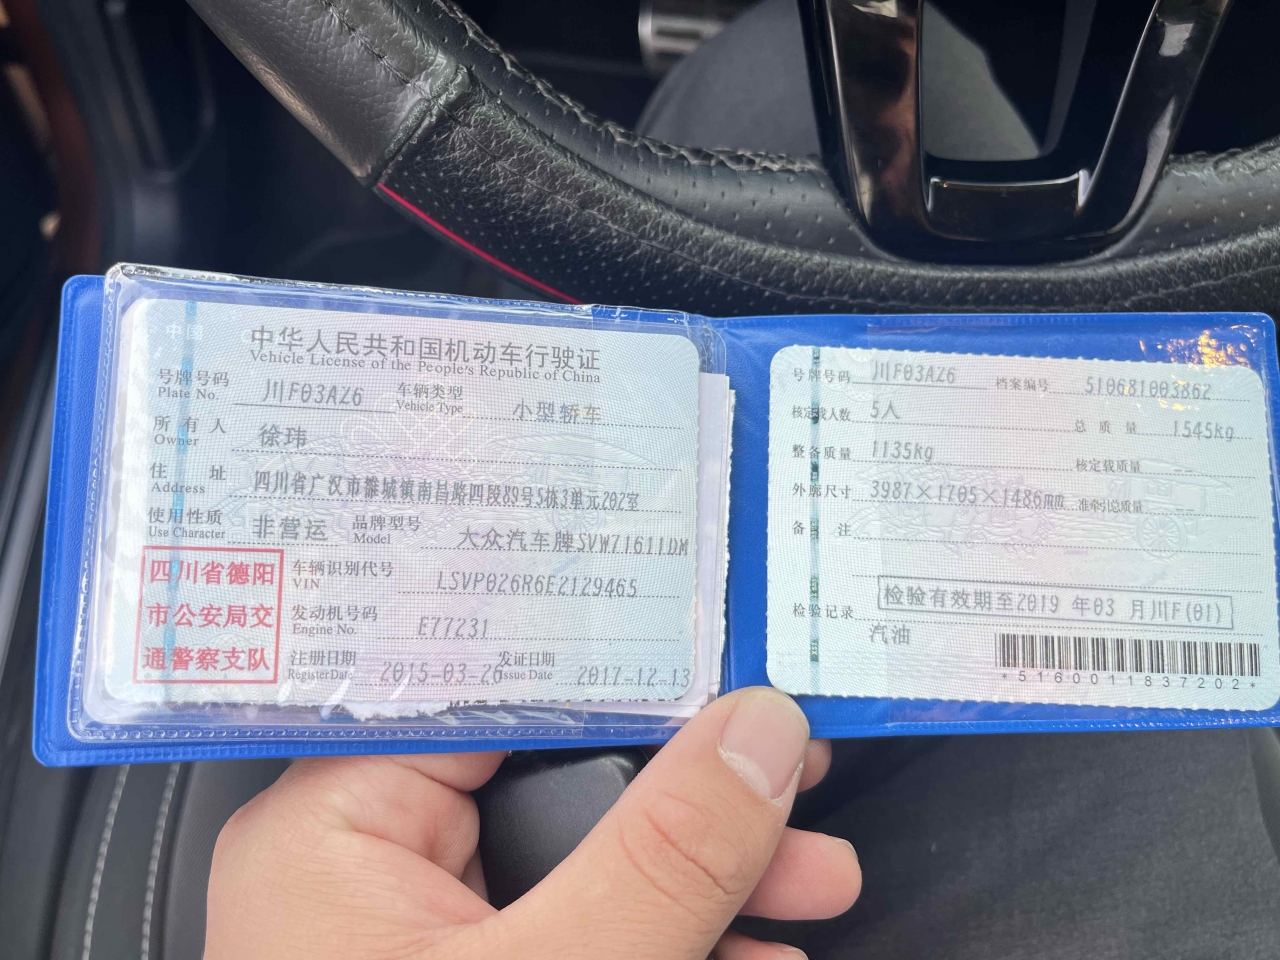 中国
中华人民共和国机动车行驶证
Vehicle License of the People's Republic of China
号牌号码 川F03AZ6 车辆类型 小型轿车
Plate No. Vehicle Type
所有人 徐玮
Owner
住址 四川省广汉市雒城镇南昌路四段89号5栋3单元202室
Address
使用性质 非营运 品牌型号 大众汽车牌SVW71611DM
Use Character Model
四川省德阳
市公安局交
通警察支队
车辆识别代号 LSVP026R6E2129465
VIN
发动机号码 E77231
Engine No.
注册日期 2015-03-26 发证日期 2017-12-13
Register Date Issue Date
号牌号码 川F03AZ6 档案编号 510681003862
核定载人数 5人 总质量 1545kg
整备质量 1135kg 核定载质量 --
外廓尺寸 3987×1705×1486mm 准牵引总质量 --
备注
检验有效期至2019 年03 月川F(01)
检验记录
汽油
*5160011837202*